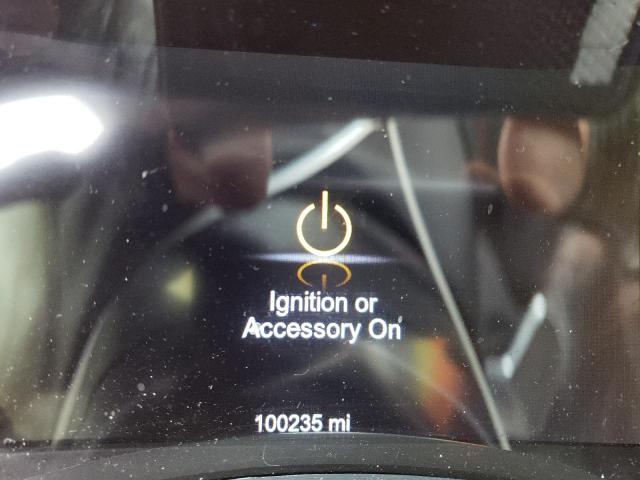 Ignition or
Accessory On
100235 mi